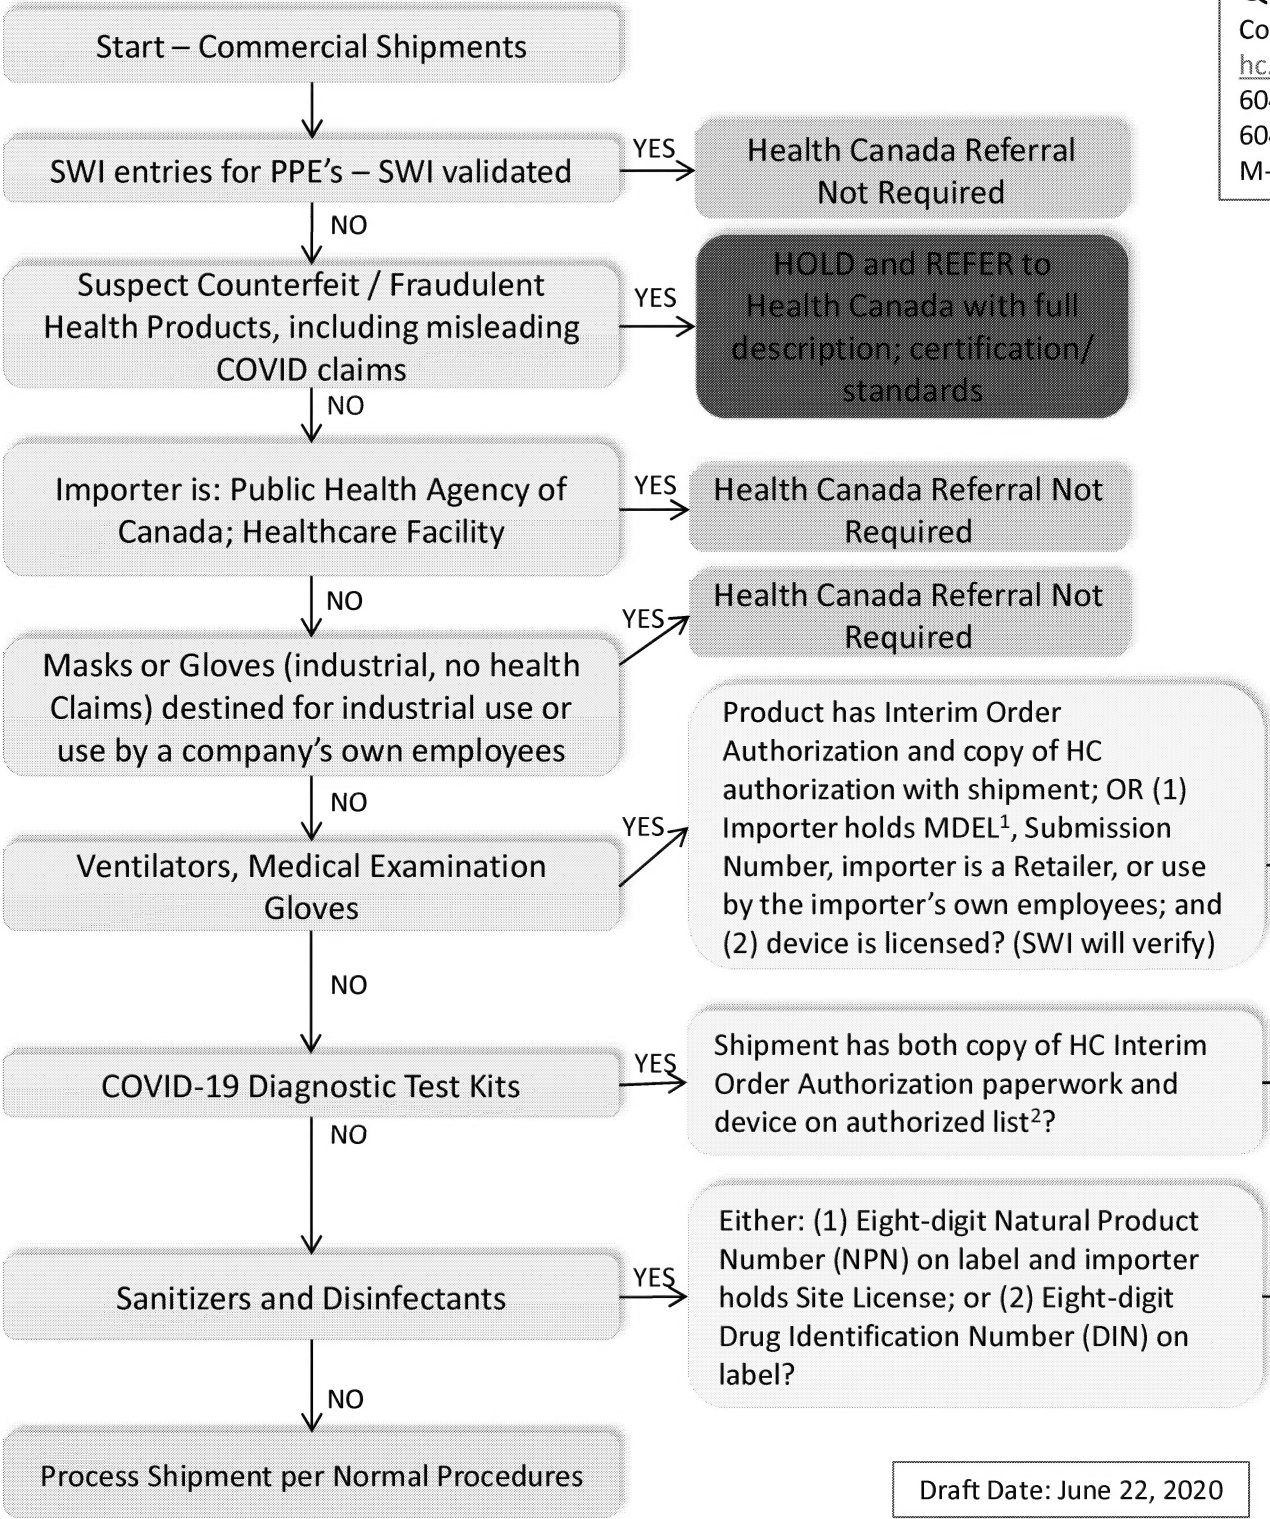 Start – Commercial Shipments
Co
hc.
604
604
M-
SWI entries for PPE's – SWI validated
YES
Health Canada Referral
Not Required
NO
Suspect Counterfeit / Fraudulent
Health Products, including misleading
COVID claims
YES
HOLD and REFER to
Health Canada with full
description; certification/
standards
NO
Importer is: Public Health Agency of
Canada; Healthcare Facility
YES
Health Canada Referral Not
Required
NO
Masks or Gloves (industrial, no health
Claims) destined for industrial use or
use by a company's own employees
YES
Health Canada Referral Not
Required
NO
Ventilators, Medical Examination
Gloves
YES
Product has Interim Order
Authorization and copy of HC
authorization with shipment; OR (1)
Importer holds MDEL¹, Submission
Number, importer is a Retailer, or use
by the importer's own employees; and
(2) device is licensed? (SWI will verify)
NO
COVID-19 Diagnostic Test Kits
YES
Shipment has both copy of HC Interim
Order Authorization paperwork and
device on authorized list²?
NO
Sanitizers and Disinfectants
YES
Either: (1) Eight-digit Natural Product
Number (NPN) on label and importer
holds Site License; or (2) Eight-digit
Drug Identification Number (DIN) on
label?
NO
Process Shipment per Normal Procedures
Draft Date: June 22, 2020